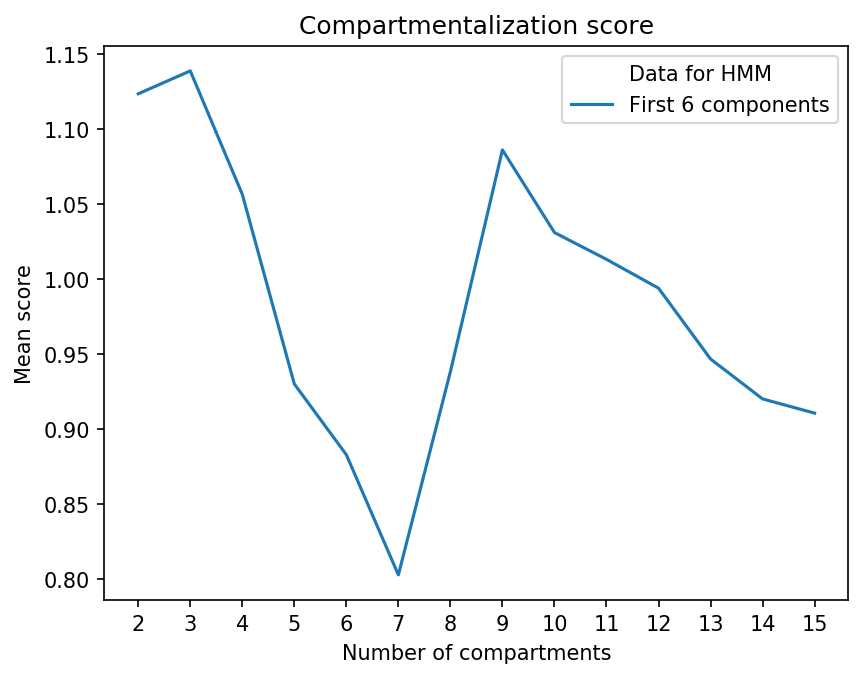 Compartmentalization score
Data for HMM
First 6 components
Mean score
1.15
1.10
1.05
1.00
0.95
0.90
0.85
0.80
2 3 4 5 6 7 8 9 10 11 12 13 14 15
Number of compartments